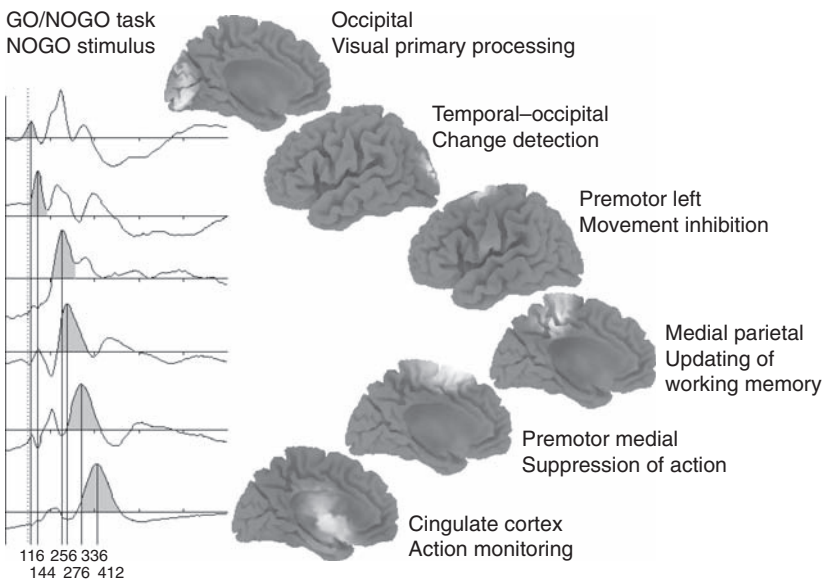 GO/NOGO task
NOGO stimulus
Occipital
Visual primary processing
Temporal–occipital
Change detection
Premotor left
Movement inhibition
Medial parietal
Updating of
working memory
Premotor medial
Suppression of action
Cingulate cortex
Action monitoring
116 256 336
144 276 412